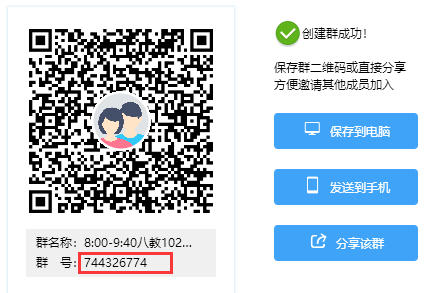 创建群成功！
保存群二维码或直接分享
方便邀请其他成员加入
保存到电脑
发送到手机
分享该群
群名称：8:00-9:40八教102...
群　号：744326774